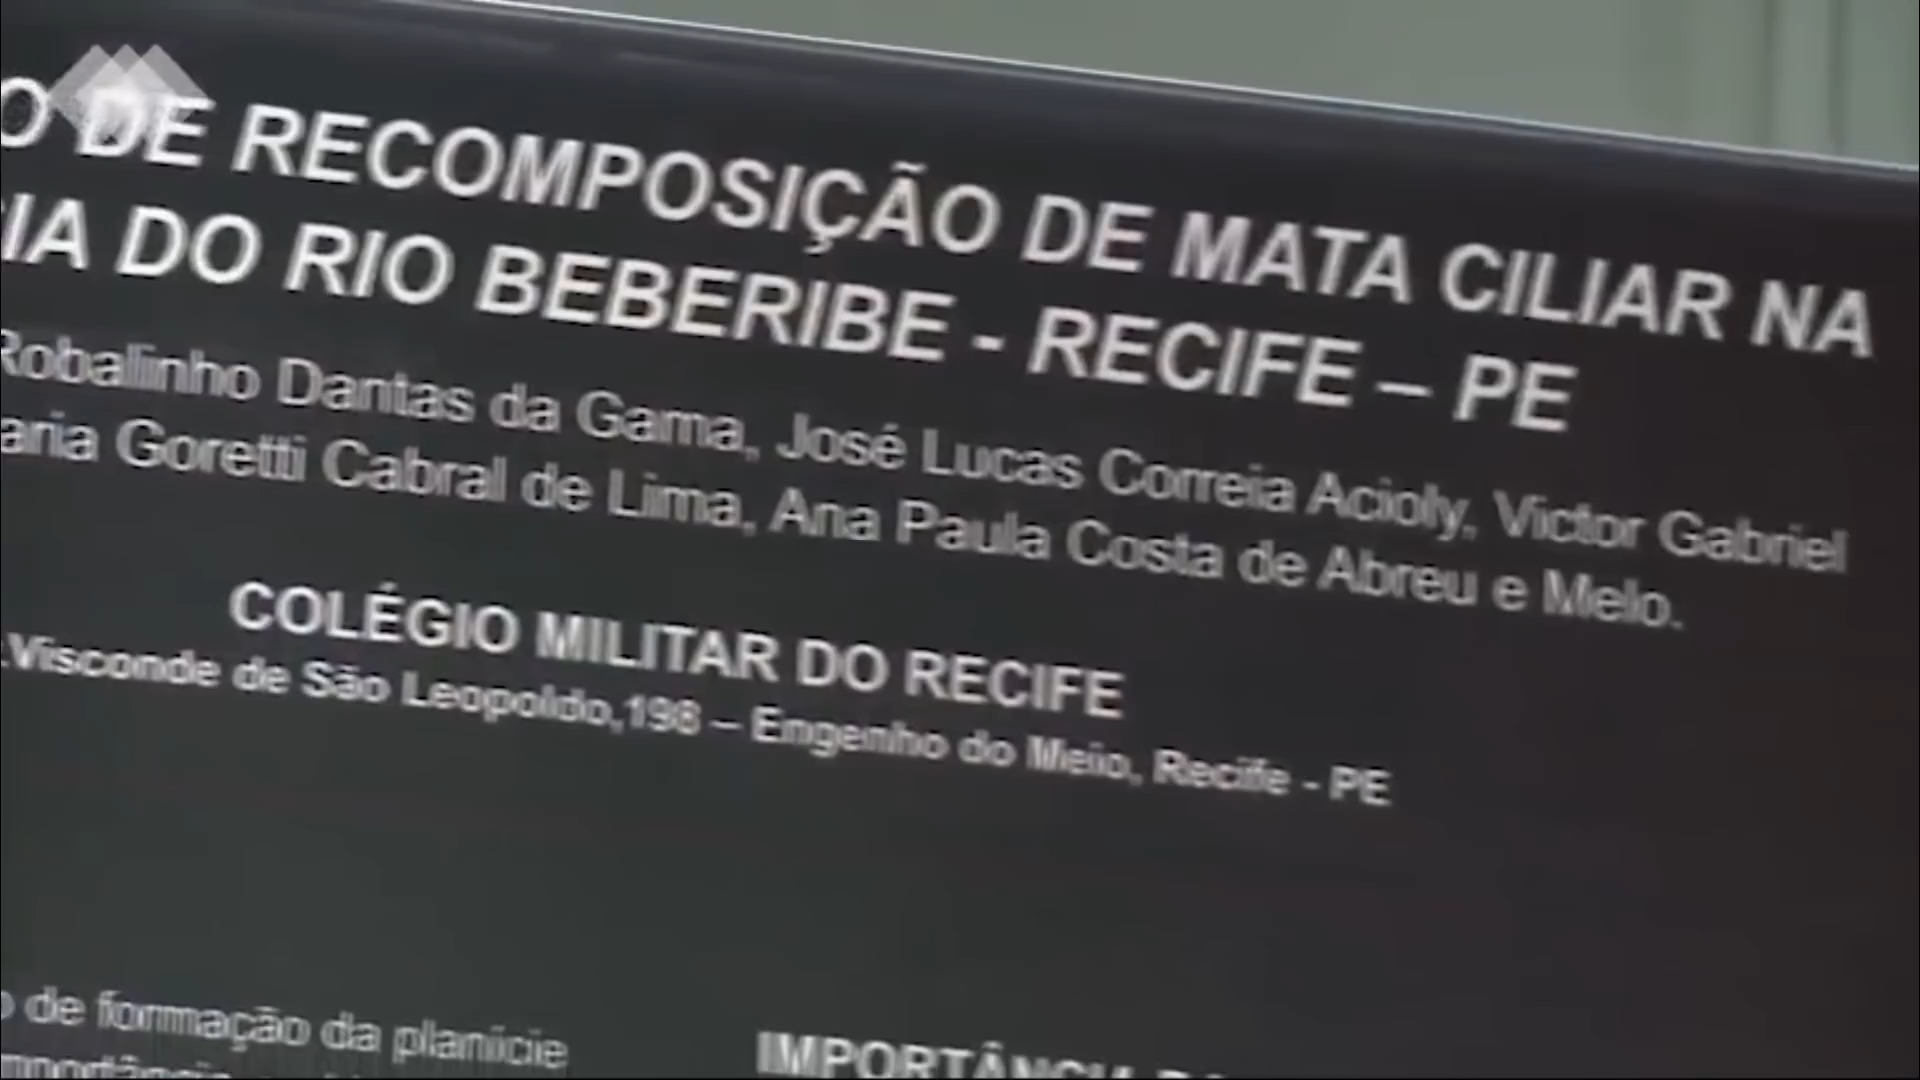 O DE RECOMPOSIÇÃO DE MATA CILIAR NA
IA DO RIO BEBERIBE - RECIFE – PE
Robalinho Dantas da Gama, José Lucas Correia Acioly, Victor Gabriel
aria Goretti Cabral de Lima, Ana Paula Costa de Abreu e Melo.
COLÉGIO MILITAR DO RECIFE
.Visconde de São Leopoldo,198 – Engenho do Meio, Recife - PE
o de formação da planície
IMPORTÂNCIA